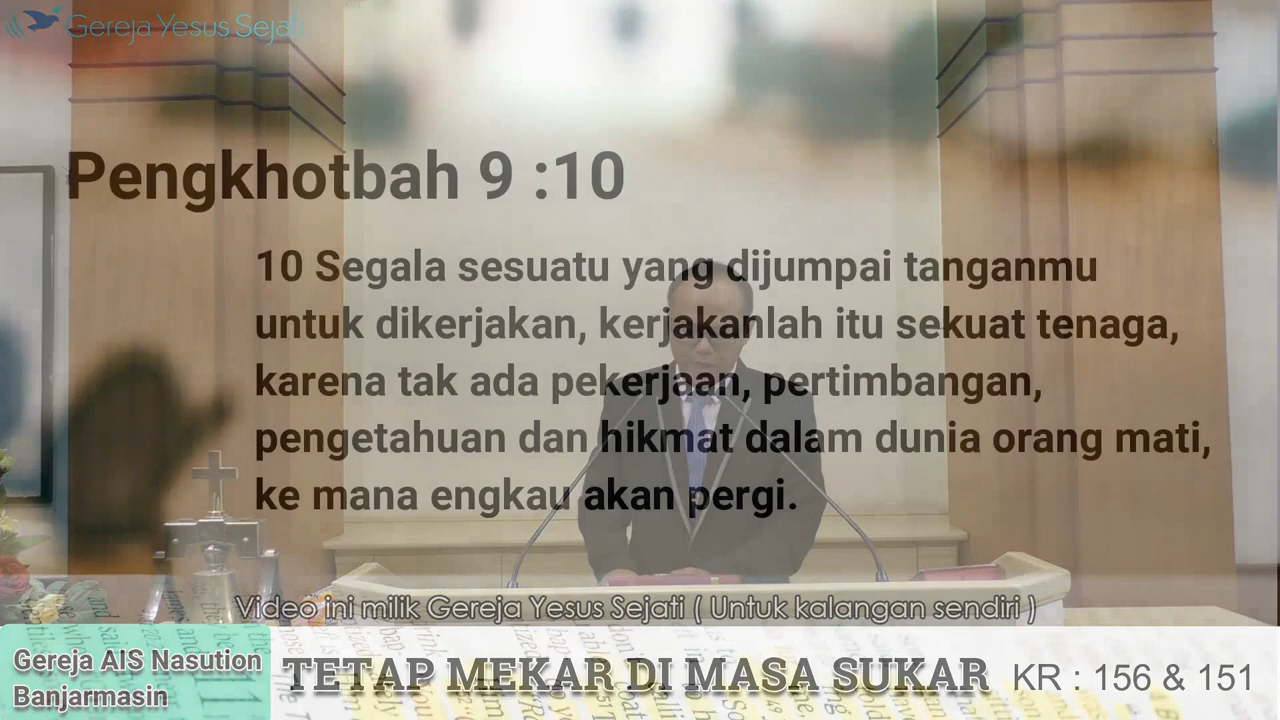 Gereja Yesus Sejati
Pengkhotbah 9 :10
10 Segala sesuatu yang dijumpai tanganmu
untuk dikerjakan, kerjakanlah itu sekuat tenaga,
karena tak ada pekerjaan, pertimbangan,
pengetahuan dan hikmat dalam dunia orang mati,
ke mana engkau akan pergi.
Video ini milik Gereja Yesus Sejati ( Untuk kalangan sendiri )
Gereja AIS Nasution
Banjarmasin
TETAP MEKAR DI MASA SUKAR
KR : 156 & 151